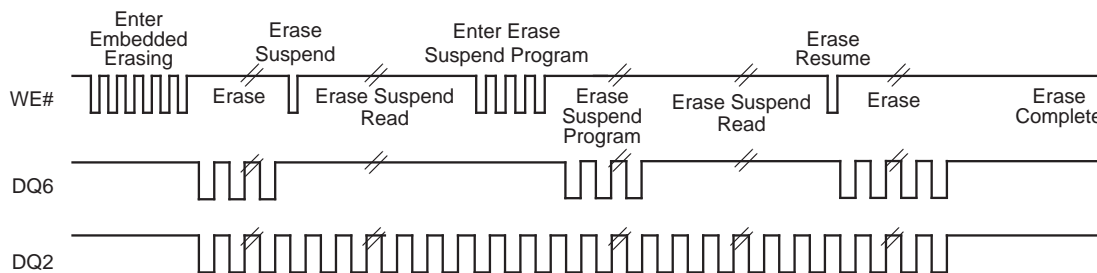 Enter
Embedded
Erasing
Erase
Suspend
Enter Erase
Suspend Program
Erase
Resume
WE#
Erase
Erase Suspend
Read
Erase
Suspend
Program
Erase Suspend
Read
Erase
Erase
Complete
DQ6
DQ2